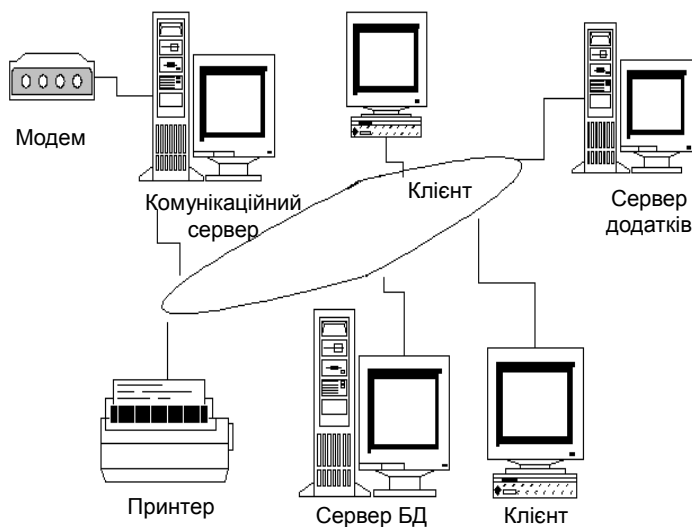 Модем
Комунікаційний
сервер
Клієнт
Сервер
додатків
Принтер
Сервер БД
Клієнт